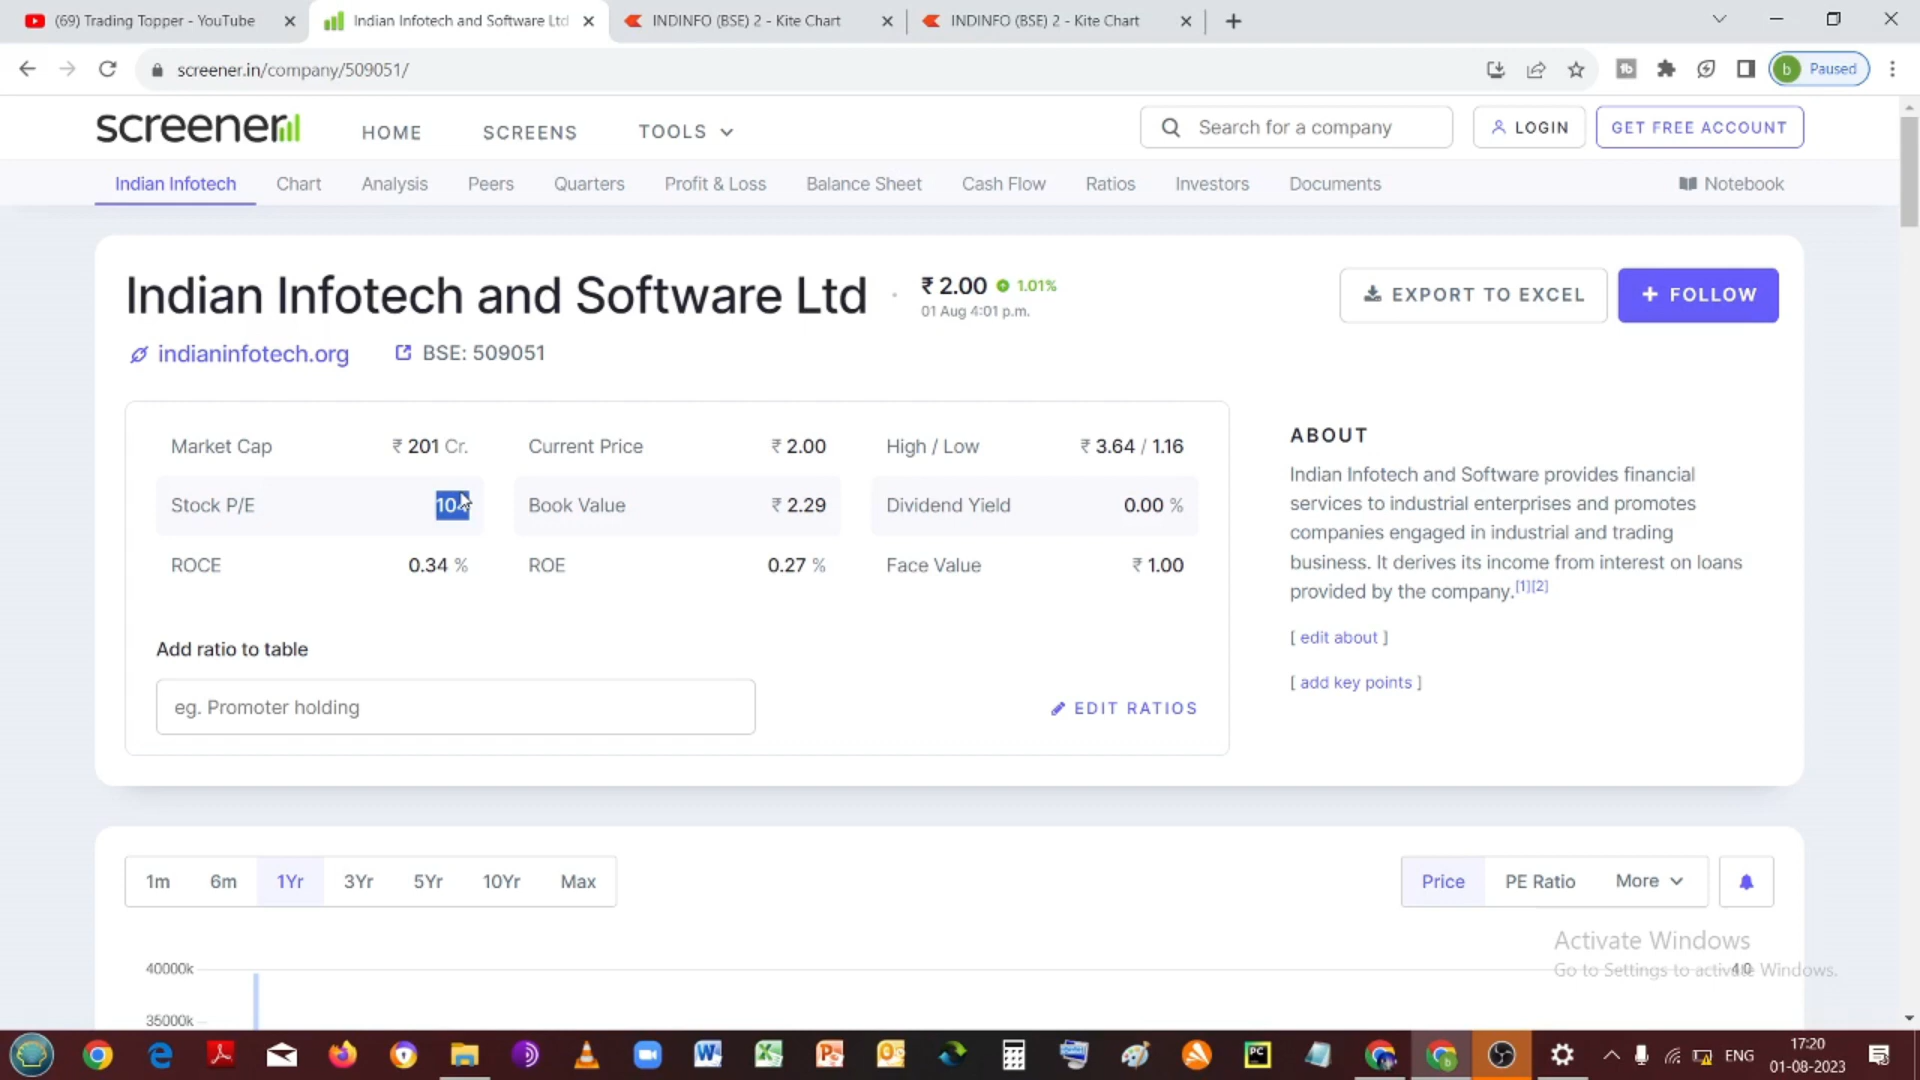 (69) Trading Topper - YouTube
Indian Infotech and Software Ltd
INDINFO (BSE) 2 - Kite Chart
INDINFO (BSE) 2 - Kite Chart
screener.in/company/509051/
b Paused
screener
HOME
SCREENS
TOOLS
Search for a company
LOGIN
GET FREE ACCOUNT
Indian Infotech
Chart
Analysis
Peers
Quarters
Profit & Loss
Balance Sheet
Cash Flow
Ratios
Investors
Documents
Notebook
Indian Infotech and Software Ltd
₹ 2.00 1.01%
01 Aug 4:01 p.m.
EXPORT TO EXCEL
+ FOLLOW
indianinfotech.org
BSE: 509051
Market Cap ₹ 201 Cr.
Current Price ₹ 2.00
High / Low ₹ 3.64 / 1.16
Stock P/E 104
Book Value ₹ 2.29
Dividend Yield 0.00 %
ROCE 0.34 %
ROE 0.27 %
Face Value ₹ 1.00
Add ratio to table
eg. Promoter holding
EDIT RATIOS
ABOUT
Indian Infotech and Software provides financial
services to industrial enterprises and promotes
companies engaged in industrial and trading
business. It derives its income from interest on loans
provided by the company.[1][2]
[ edit about ]
[ add key points ]
1m 6m 1Yr 3Yr 5Yr 10Yr Max
Price PE Ratio More
40000k
35000k
4.0
Activate Windows
Go to Settings to activate Windows.
ENG
17:20
01-08-2023